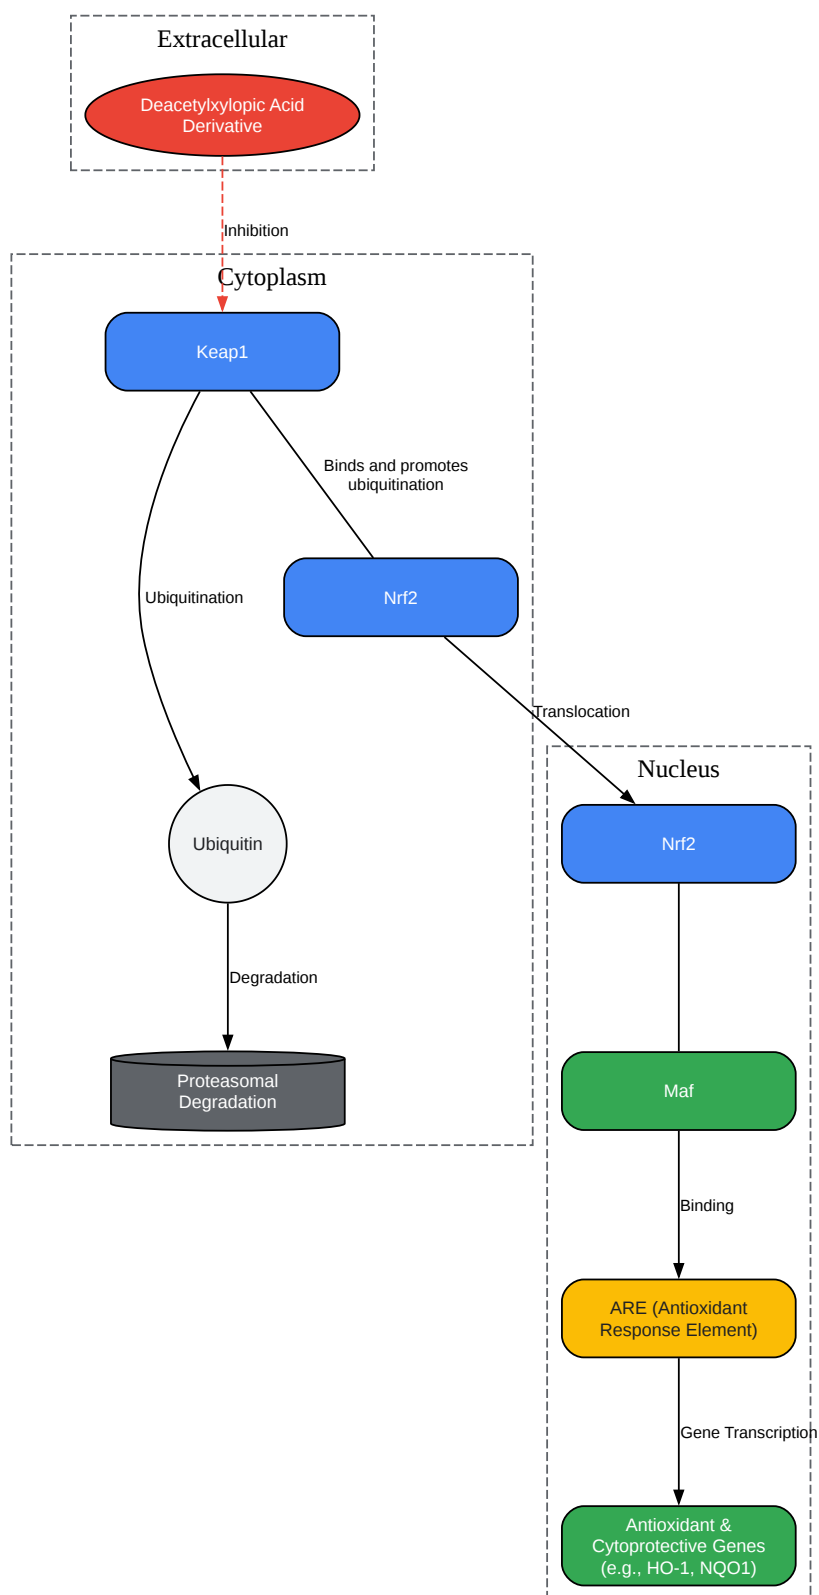 Extracellular
Deacetylxylopic Acid
Derivative
Inhibition
Cytoplasm
Keap1
Binds and promotes
ubiquitination
Ubiquitination
Nrf2
Translocation
Nucleus
Nrf2
Ubiquitin
Degradation
Proteasomal
Degradation
Maf
Binding
ARE (Antioxidant
Response Element)
Gene Transcription
Antioxidant &
Cytoprotective Genes
(e.g., HO-1, NQO1)